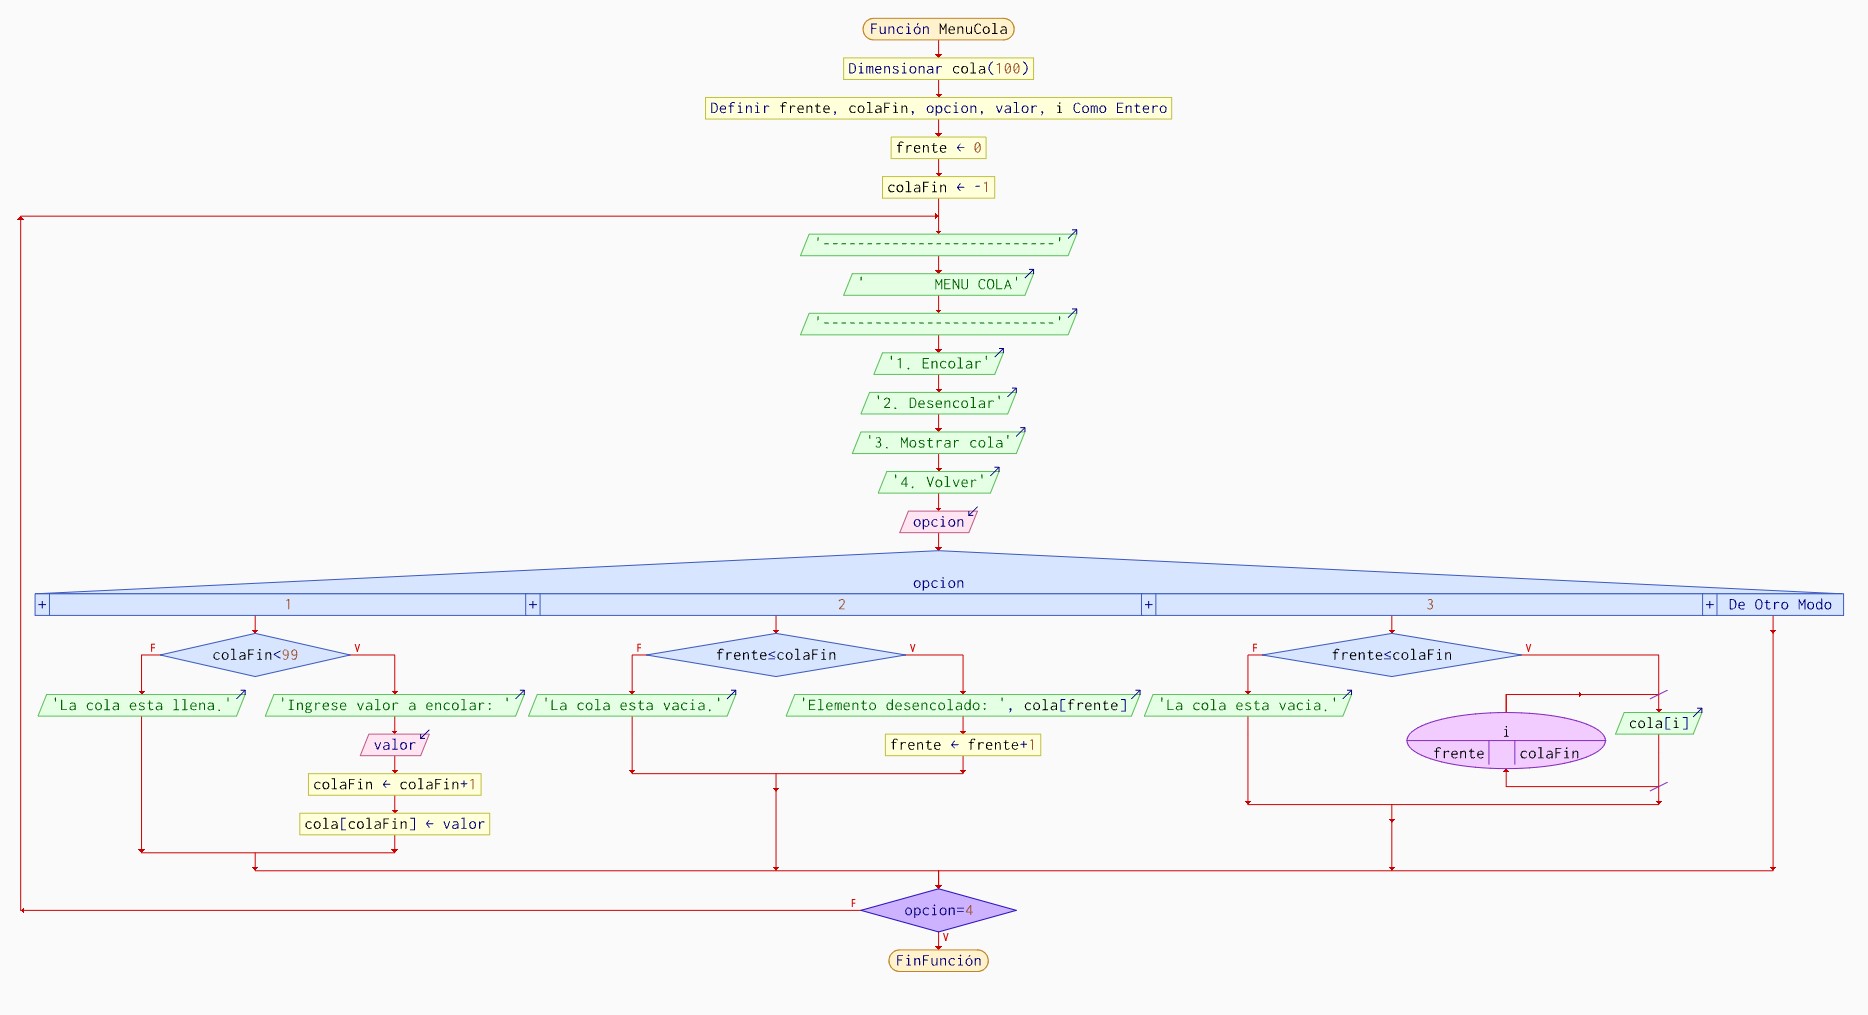 Función MenuCola
Dimensionar cola(100)
Definir frente, colaFin, opcion, valor, i Como Entero
frente ← 0
colaFin ← -1
'---------------------------'
'        MENU COLA'
'---------------------------'
'1. Encolar'
'2. Desencolar'
'3. Mostrar cola'
'4. Volver'
opcion
opcion
+ 1 + 2 + 3 + De Otro Modo
F colaFin<99 V
'La cola esta llena.'
'Ingrese valor a encolar: '
valor
colaFin ← colaFin+1
cola[colaFin] ← valor
F frente≤colaFin V
'La cola esta vacia.'
'Elemento desencolado: ', cola[frente]
frente ← frente+1
F frente≤colaFin V
'La cola esta vacia.'
i
frente colaFin
cola[i]
F opcion=4
V
FinFunción